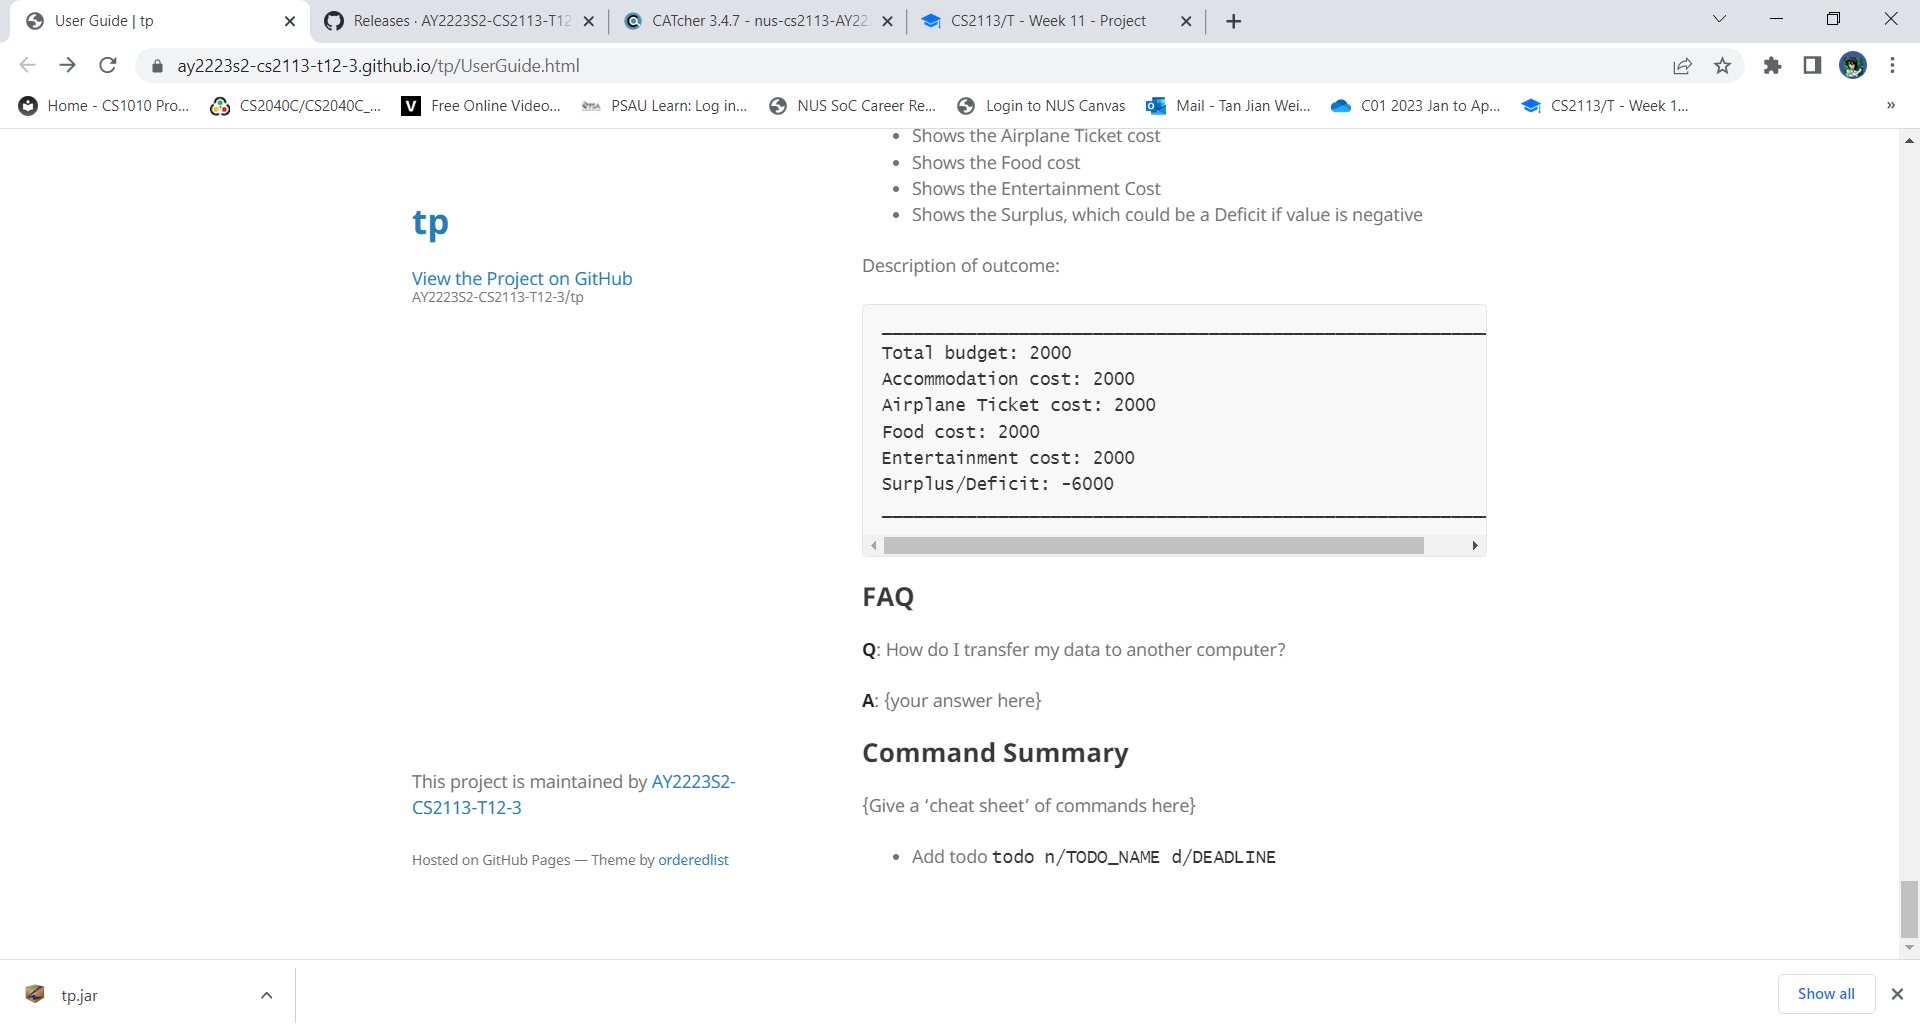 User Guide | tp
Releases · AY2223S2-CS2113-T12
CATcher 3.4.7 - nus-cs2113-AY22
CS2113/T - Week 11 - Project
ay2223s2-cs2113-t12-3.github.io/tp/UserGuide.html
Home - CS1010 Pro...
CS2040C/CS2040C_...
V
Free Online Video...
PSAU Learn: Log in...
NUS SoC Career Re...
Login to NUS Canvas
Mail - Tan Jian Wei...
C01 2023 Jan to Ap...
CS2113/T - Week 1...
»
tp
View the Project on GitHub
AY2223S2-CS2113-T12-3/tp
This project is maintained by AY2223S2-
CS2113-T12-3
Hosted on GitHub Pages — Theme by orderedlist
Shows the Airplane Ticket cost
Shows the Food cost
Shows the Entertainment Cost
Shows the Surplus, which could be a Deficit if value is negative
Description of outcome:
Total budget: 2000
Accommodation cost: 2000
Airplane Ticket cost: 2000
Food cost: 2000
Entertainment cost: 2000
Surplus/Deficit: -6000
FAQ
Q: How do I transfer my data to another computer?
A: {your answer here}
Command Summary
{Give a ‘cheat sheet’ of commands here}
Add todo todo n/TODO_NAME d/DEADLINE
tp.jar
Show all